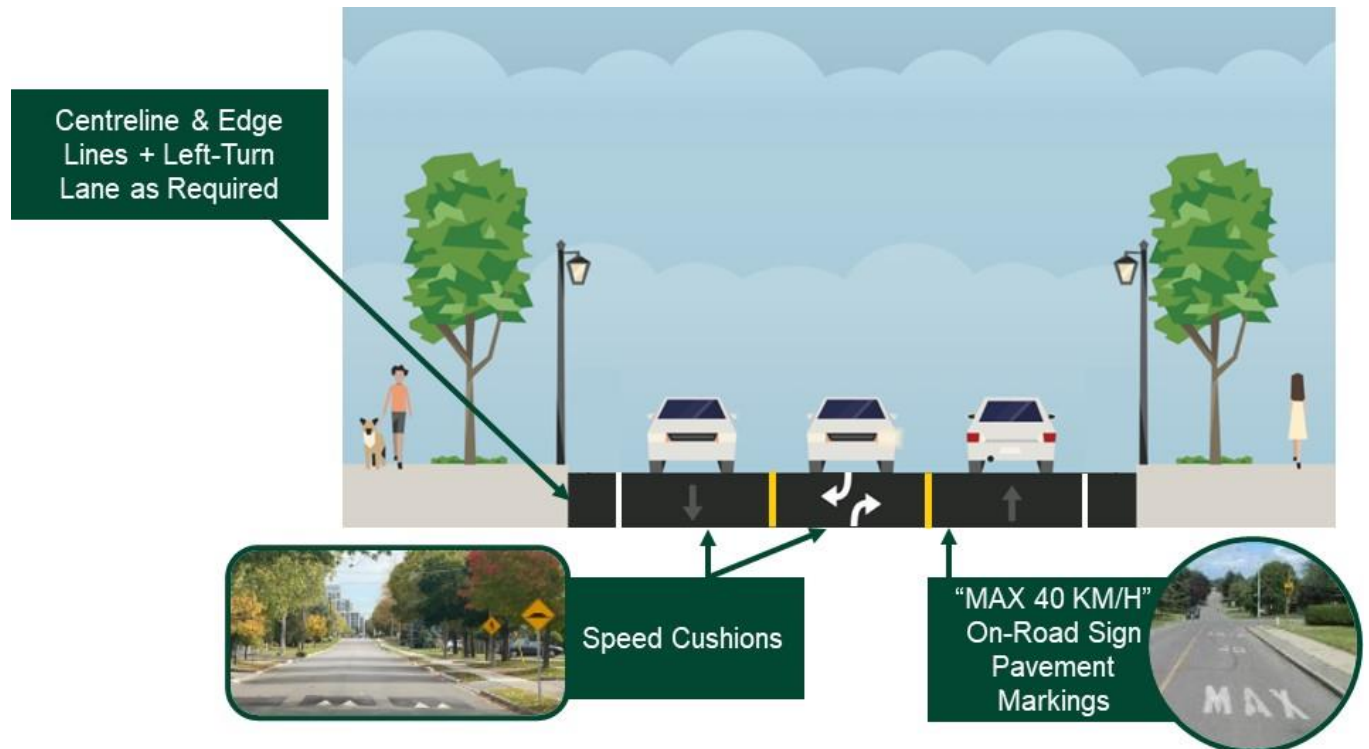 Centreline & Edge
Lines + Left-Turn
Lane as Required
Speed Cushions
“MAX 40 KM/H”
On-Road Sign
Pavement
Markings
MAX